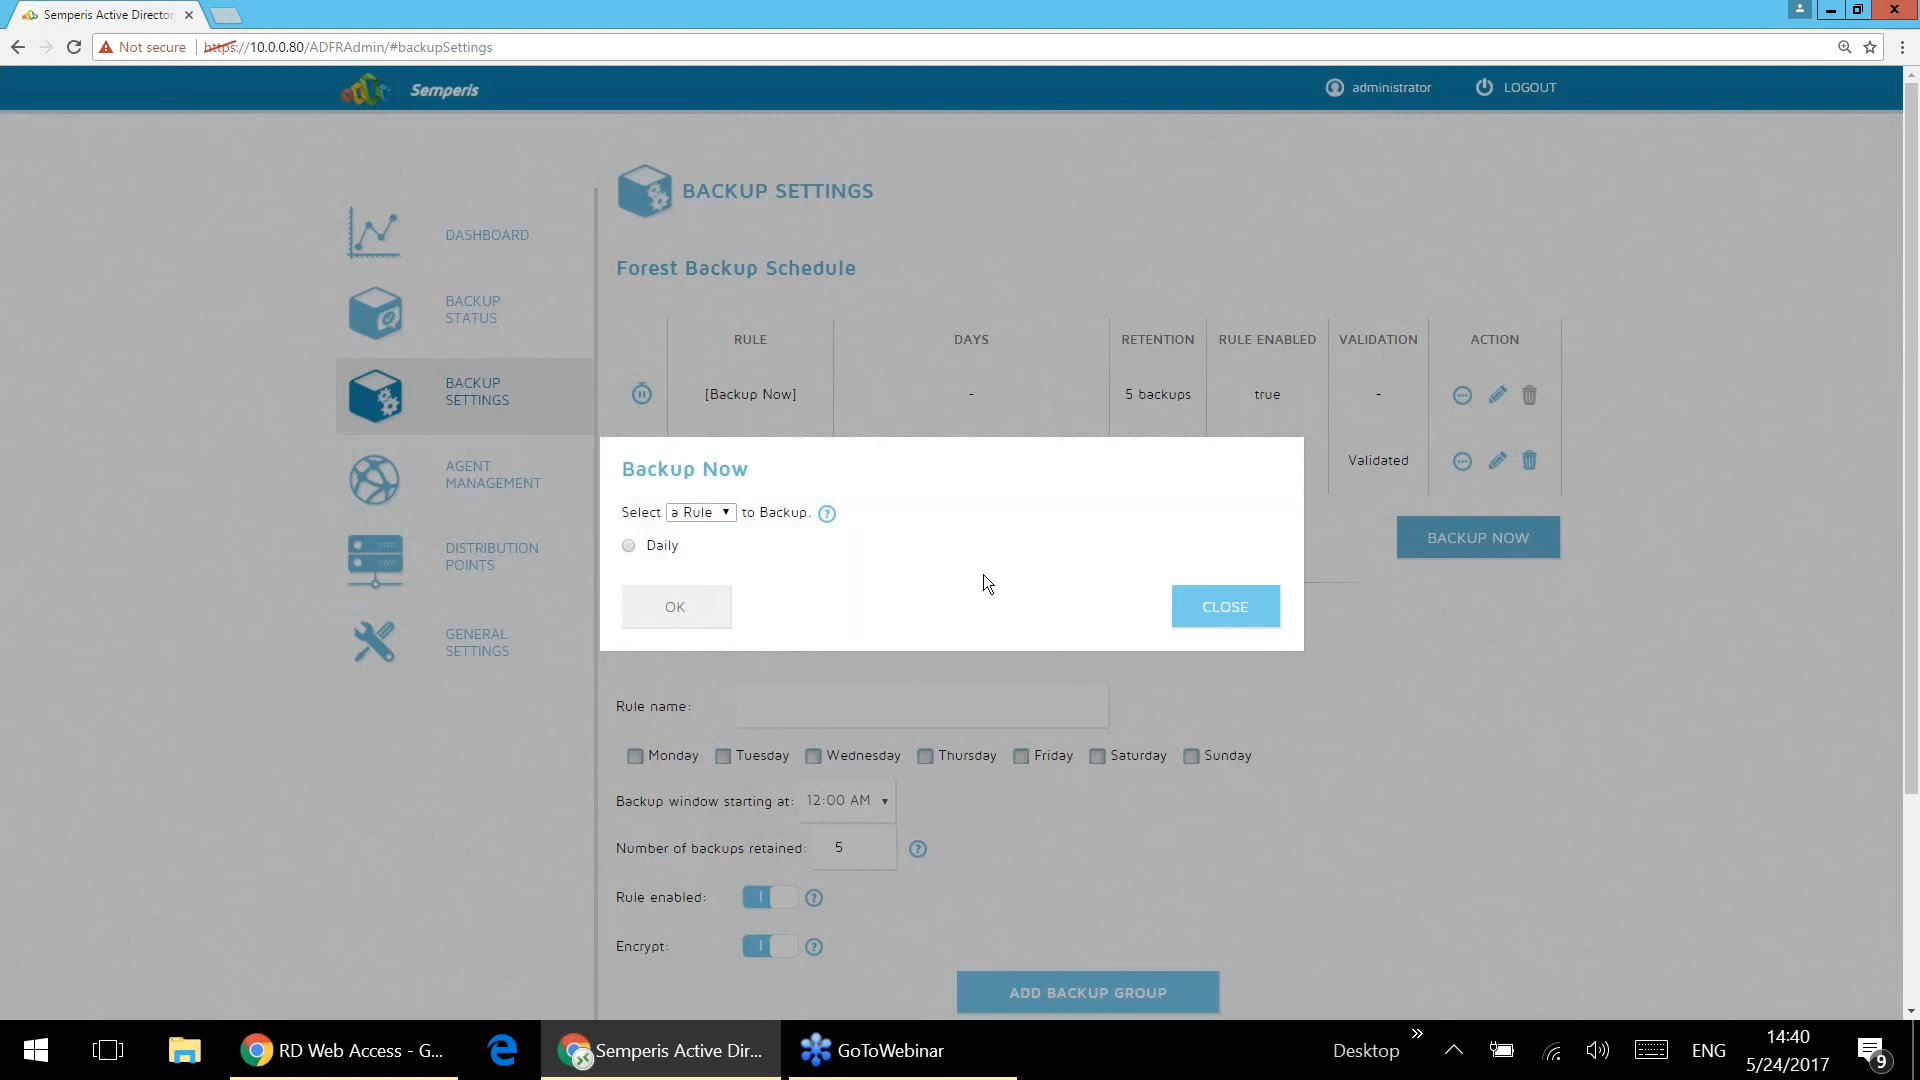 Semperis Active Director
Not secure
https://10.0.0.80/ADFRAdmin/#backupSettings
Semperis
administrator
LOGOUT
BACKUP SETTINGS
DASHBOARD
BACKUP
STATUS
BACKUP
SETTINGS
AGENT
MANAGEMENT
DISTRIBUTION
POINTS
GENERAL
SETTINGS
Forest Backup Schedule
RULE DAYS RETENTION RULE ENABLED VALIDATION ACTION
[Backup Now] - 5 backups true -
Validated
Backup Now
Select a Rule to Backup. ?
Daily
OK
CLOSE
BACKUP NOW
Rule name:
Monday Tuesday Wednesday Thursday Friday Saturday Sunday
Backup window starting at: 12:00 AM
Number of backups retained: 5 ?
Rule enabled: I ?
Encrypt: I ?
ADD BACKUP GROUP
RD Web Access - G...
Semperis Active Dir...
GoToWebinar
Desktop
»
ENG
14:40
5/24/2017
9